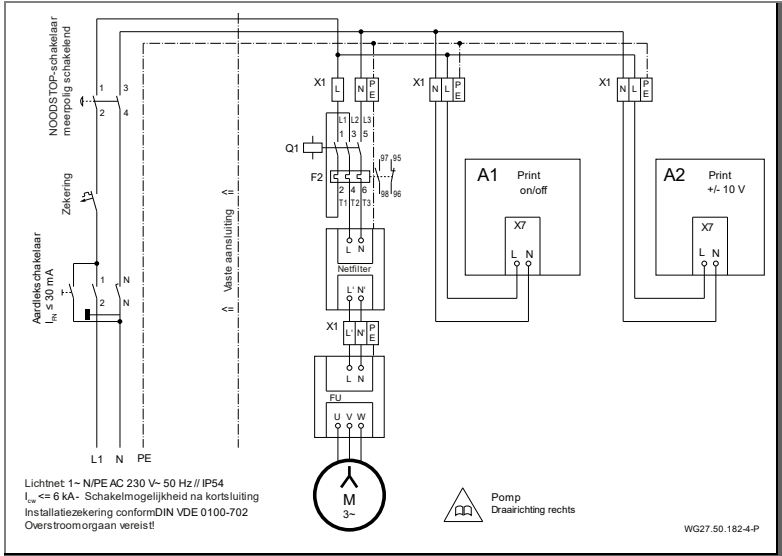 NOODSTOP-schakelaar
meerpolig schakelend
1 3
2 4
Zekering
Aardlekschakelaar
I_FN ≤ 30 mA
1 N
2 N
L1 N PE
<=
Vaste aansluiting
<=
X1 L N PE
L1 L2 L3
1 3 5
Q1
F2
97 95
98 96
2 4 6
T1 T2 T3
L N
Netfilter
L' N'
X1 L' N' PE
L N
FU
U V W
M
3~
X1 N L PE
A1 Print
on/off
X7
L N
X1 N L PE
A2 Print
+/- 10 V
X7
L N
Lichtnet: 1~ N/PE AC 230 V~ 50 Hz // IP54
I_cw <= 6 kA - Schakelmogelijkheid na kortsluiting
Installatiezekering conformDIN VDE 0100-702
Overstroomorgaan vereist!
Pomp
Draairichting rechts
WG27.50.182-4-P